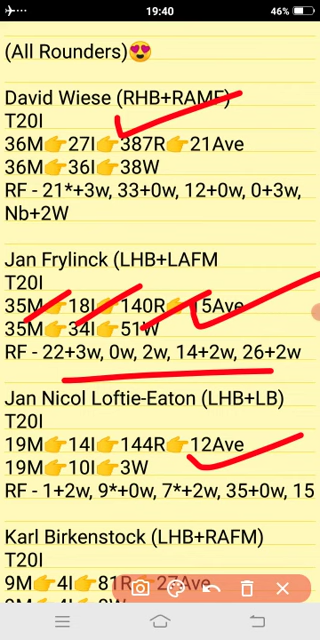 19:40
46%
(All Rounders)😍
David Wiese (RHB+RAMF)
T20I
36M👉27I👉387R👉21Ave
36M👉36I👉38W
RF - 21*+3w, 33+0w, 12+0w, 0+3w,
Nb+2W
Jan Frylinck (LHB+LAFM
T20I
35M👉18I👉140R👉15Ave
35M👉34I👉51W
RF - 22+3w, 0w, 2w, 14+2w, 26+2w
Jan Nicol Loftie-Eaton (LHB+LB)
T20I
19M👉14I👉144R👉12Ave
19M👉10I👉3W
RF - 1+2w, 9*+0w, 7*+2w, 35+0w, 15
Karl Birkenstock (LHB+RAFM)
T20I
9M👉4I👉81R👉27Ave